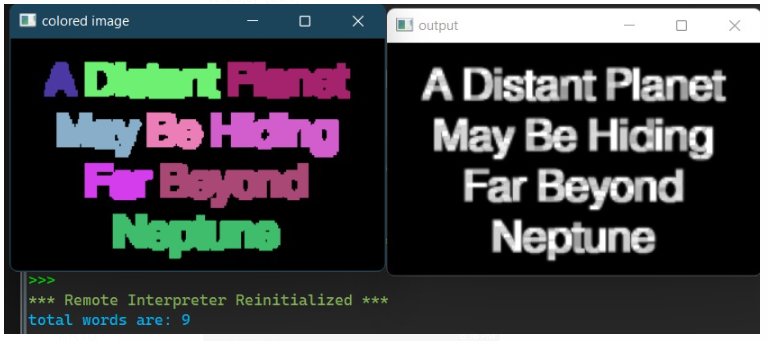 colored image
A Distant Planet
May Be Hiding
Far Beyond
Neptune
output
A Distant Planet
May Be Hiding
Far Beyond
Neptune
>>>
*** Remote Interpreter Reinitialized ***
total words are: 9